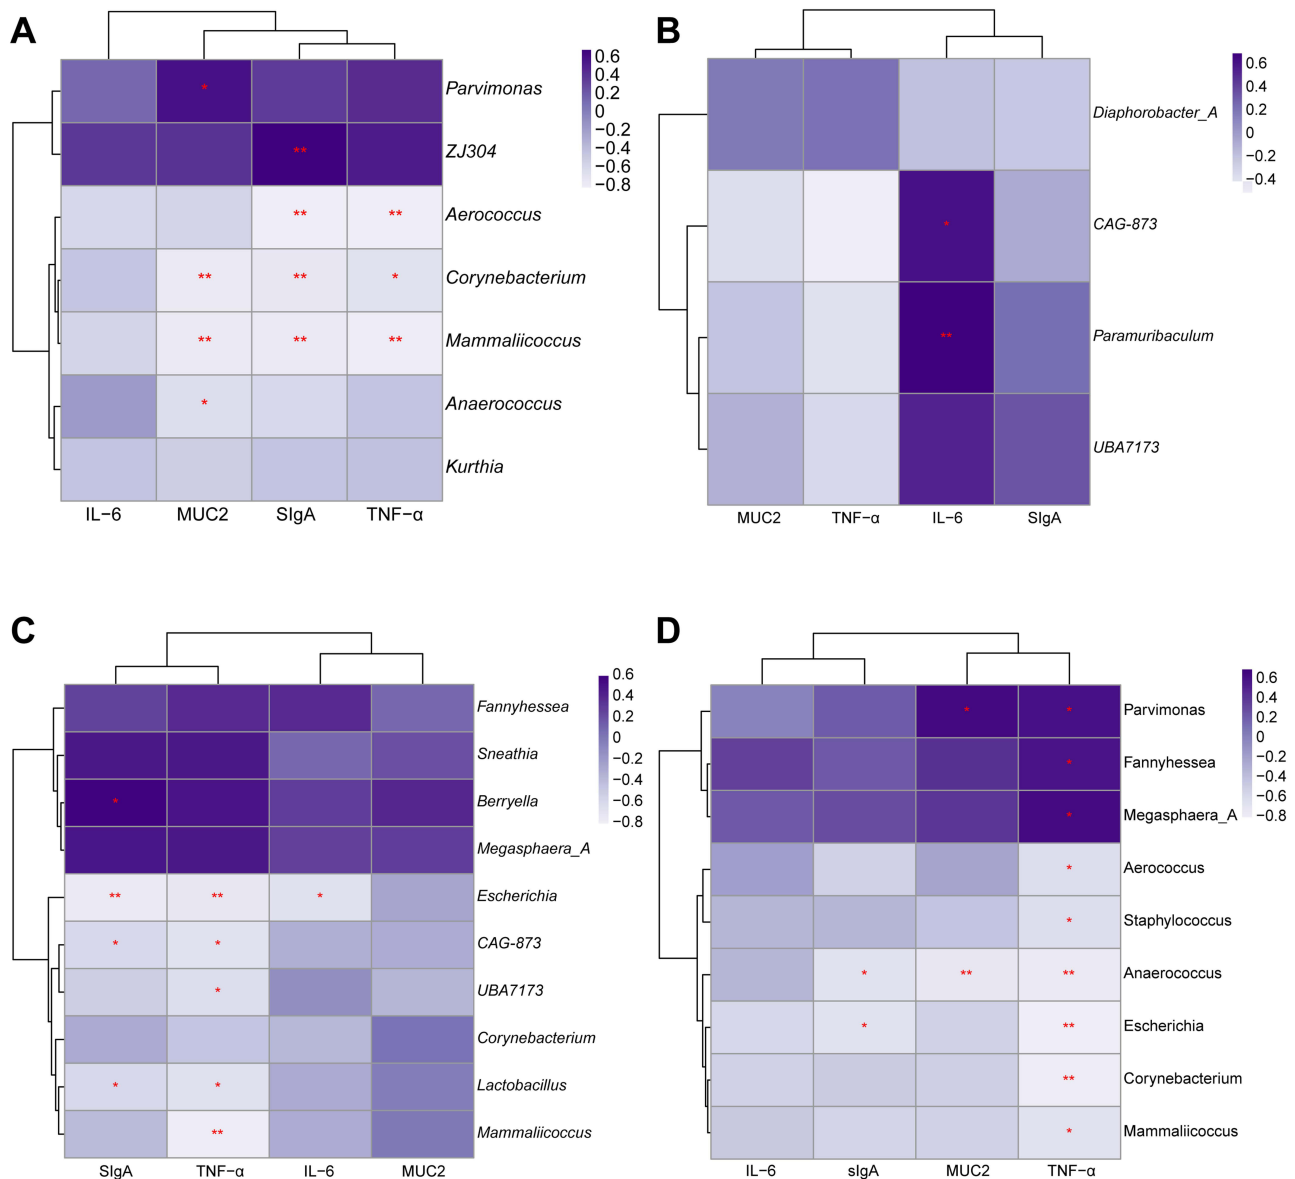 A
0.6
0.4
0.2
0
−0.2
−0.4
−0.6
−0.8
Parvimonas *
ZJ304 **
Aerococcus ** **
Corynebacterium ** ** *
Mammaliicoccus ** ** **
Anaerococcus *
Kurthia
IL−6 MUC2 SIgA TNF−α
B
0.6
0.4
0.2
0
−0.2
−0.4
Diaphorobacter_A
CAG-873 *
Paramuribaculum **
UBA7173
MUC2 TNF−α IL−6 SIgA
C
0.6
0.4
0.2
0
−0.2
−0.4
−0.6
−0.8
Fannyhessea
Sneathia
Berryella *
Megasphaera_A
Escherichia ** ** *
CAG-873 * *
UBA7173 *
Corynebacterium
Lactobacillus * *
Mammaliicoccus **
SIgA TNF−α IL−6 MUC2
D
0.6
0.4
0.2
0
−0.2
−0.4
−0.6
−0.8
Parvimonas * *
Fannyhessea *
Megasphaera_A *
Aerococcus *
Staphylococcus *
Anaerococcus * ** **
Escherichia * **
Corynebacterium **
Mammaliicoccus *
IL−6 sIgA MUC2 TNF−α